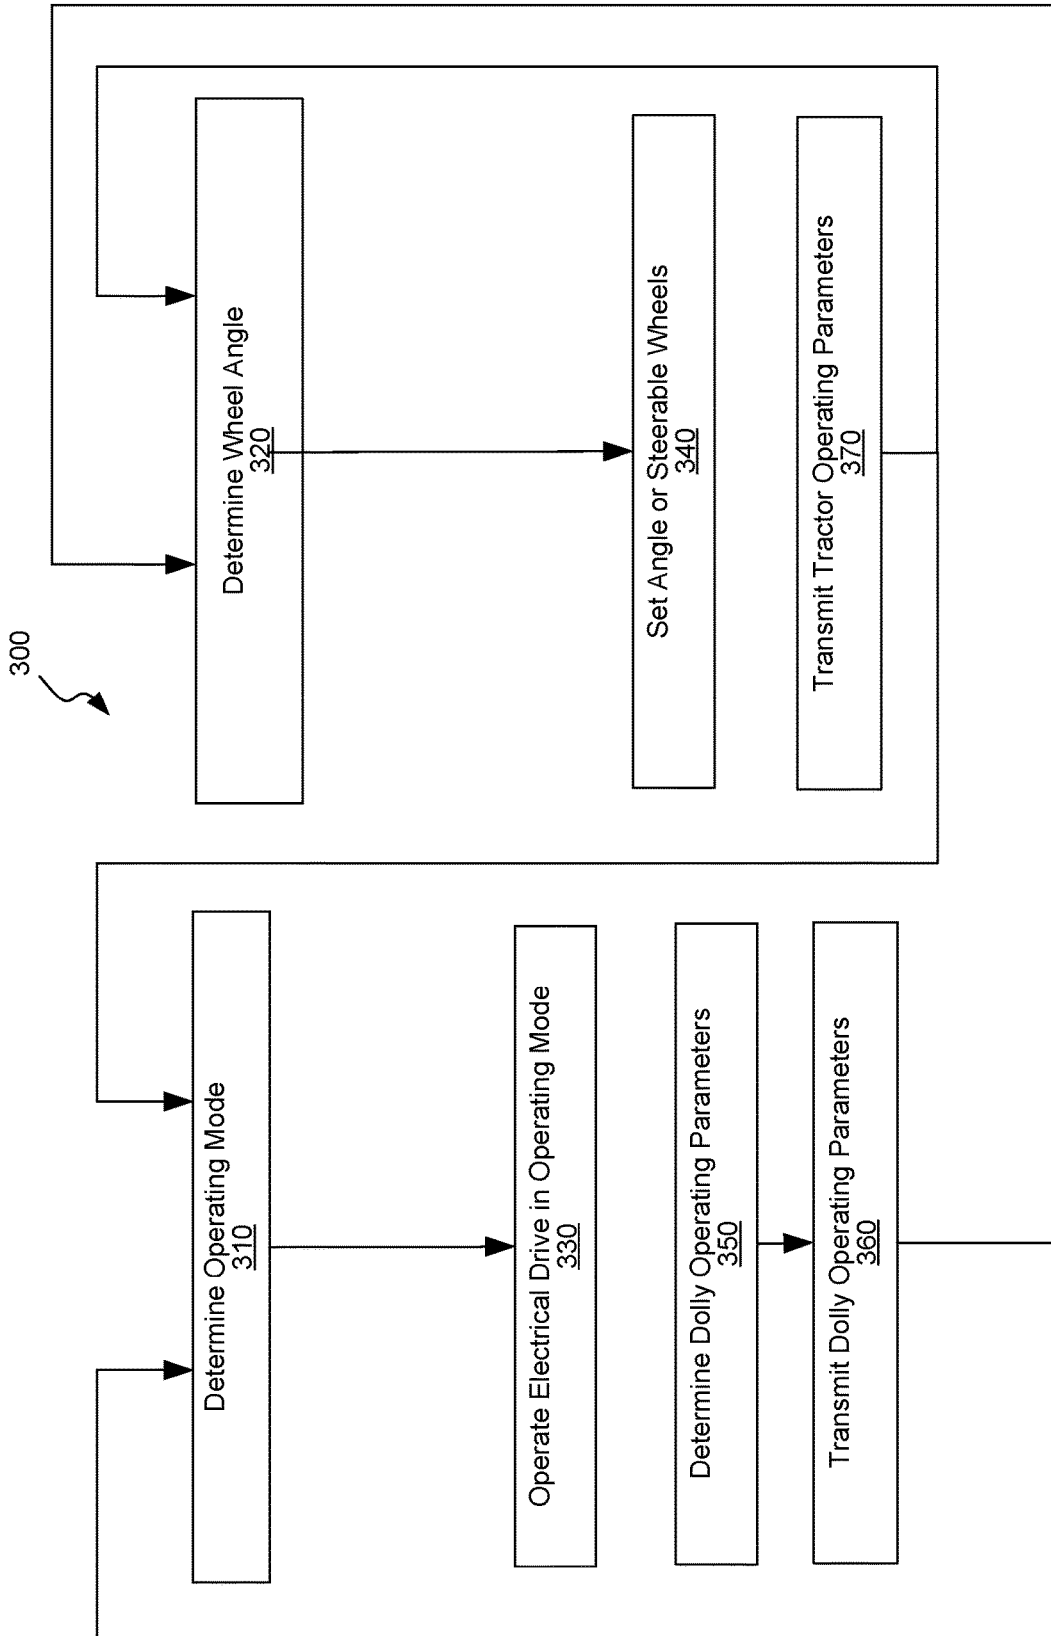 300
Determine Operating Mode
310
Determine Wheel Angle
320
Operate Electrical Drive in Operating Mode
330
Set Angle or Steerable Wheels
340
Determine Dolly Operating Parameters
350
Transmit Dolly Operating Parameters
360
Transmit Tractor Operating Parameters
370